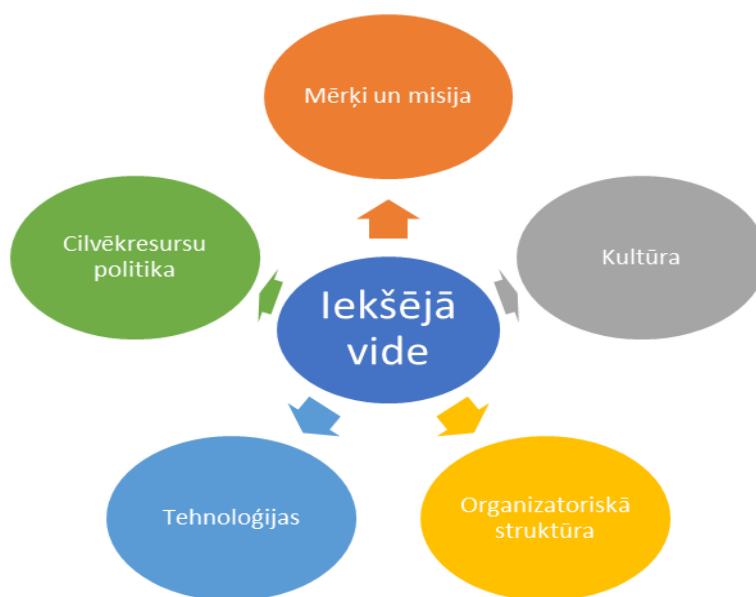 Mērķi un misija
Cilvēkresursu
politika
Kultūra
Iekšējā
vide
Tehnoloģijas
Organizatoriskā
struktūra